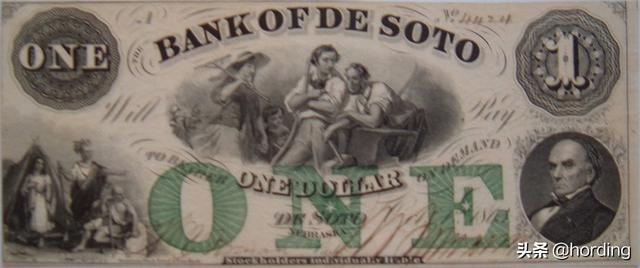 No. 4424
A
ONE
THE
BANK OF DE SOTO
1
Will Pay
TO BEARER ON DEMAND
ONE DOLLAR
ONE
DE SOTO
NEBRASKA
Stockholders individually liable
头条 @hording